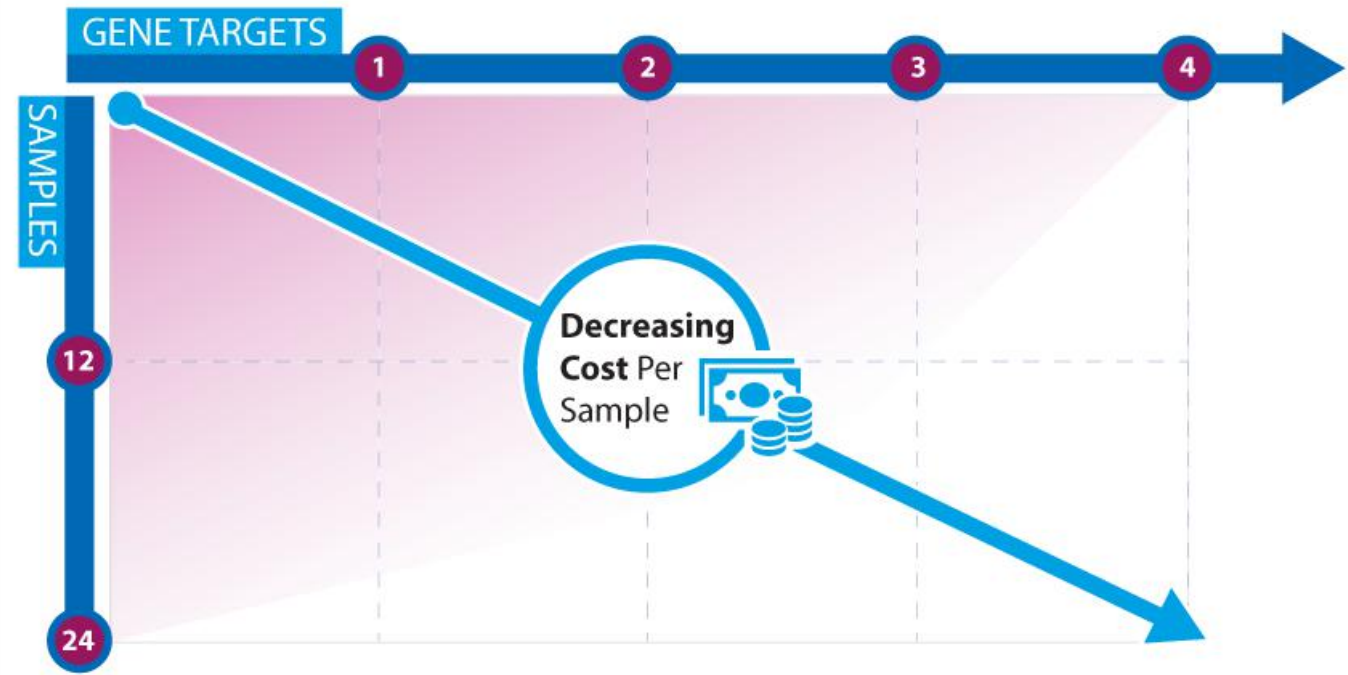 GENE TARGETS
1
2
3
4
SAMPLES
12
24
Decreasing
Cost Per
Sample